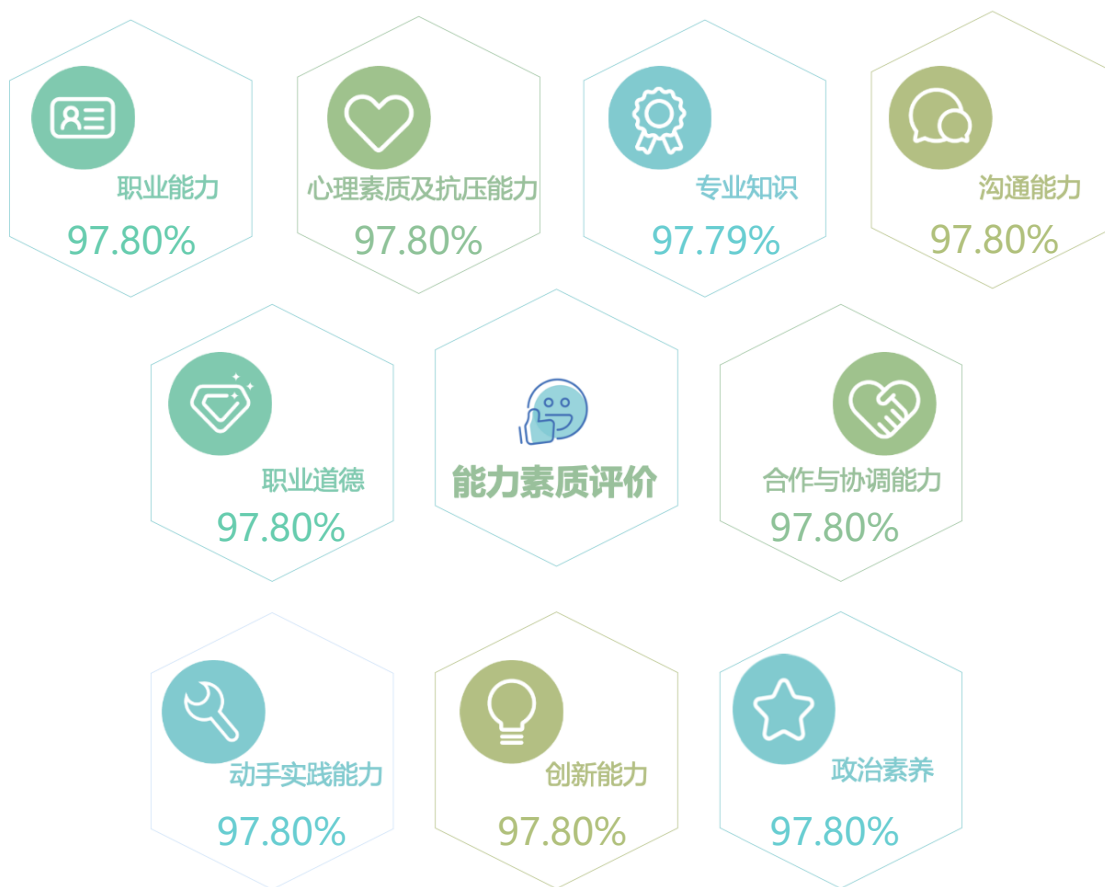 职业能力
97.80%
心理素质及抗压能力
97.80%
专业知识
97.79%
沟通能力
97.80%
职业道德
97.80%
能力素质评价
合作与协调能力
97.80%
动手实践能力
97.80%
创新能力
97.80%
政治素养
97.80%